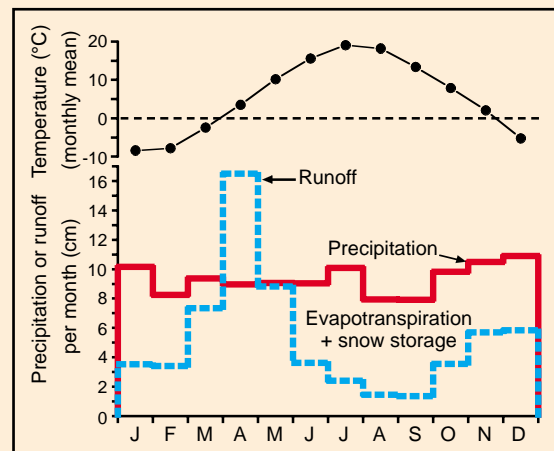 Temperature (°C)
(monthly mean)
20
10
0
-10
Precipitation or runoff
per month (cm)
16
14
12
10
8
6
4
2
0
Runoff
Precipitation
Evapotranspiration
+ snow storage
J F M A M J J A S O N D